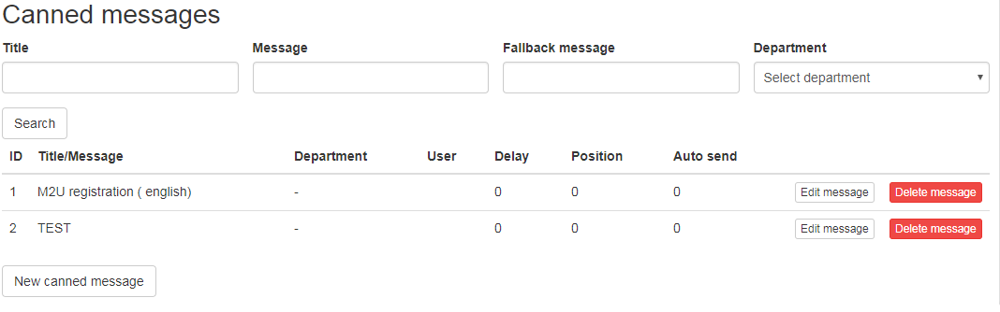 Canned messages
Title Message Fallback message Department
Select department
Search
ID Title/Message Department User Delay Position Auto send
1 M2U registration ( english) - 0 0 0 Edit message Delete message
2 TEST - 0 0 0 Edit message Delete message
New canned message